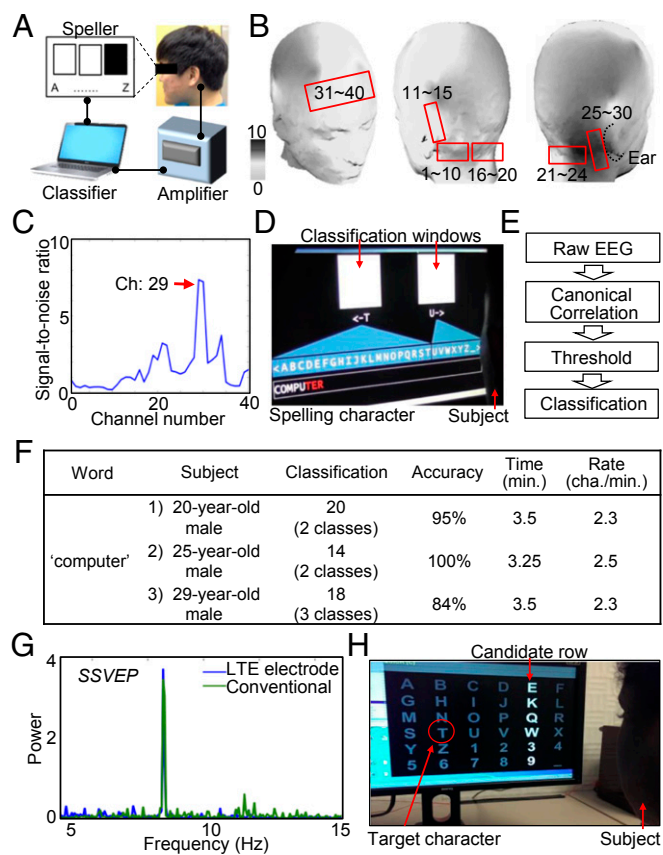 A
Speller
A ....... Z
Classifier
Amplifier
B
10
0
31~40
11~15
1~10
16~20
25~30
Ear
21~24
C
Signal-to-noise ratio
10
5
0
Ch: 29
0
20
40
Channel number
D
Classification windows
<-T
U->
<ABCDEFGHIJKLMNOPQRSTUVWXYZ_>
COMPUTER
Spelling character
Subject
E
Raw EEG
Canonical
Correlation
Threshold
Classification
F
Word Subject Classification Accuracy Time (min.) Rate (cha./min.)
'computer'
1) 20-year-old male 20 (2 classes) 95% 3.5 2.3
2) 25-year-old male 14 (2 classes) 100% 3.25 2.5
3) 29-year-old male 18 (3 classes) 84% 3.5 2.3
G
SSVEP
LTE electrode
Conventional
Power
4
2
0
5
10
15
Frequency (Hz)
H
Candidate row
A B C D E F
G H I J K L
M N O P Q R
S T U V W X
Y Z 1 2 3 4
5 6 7 8 9 _
Target character
Subject